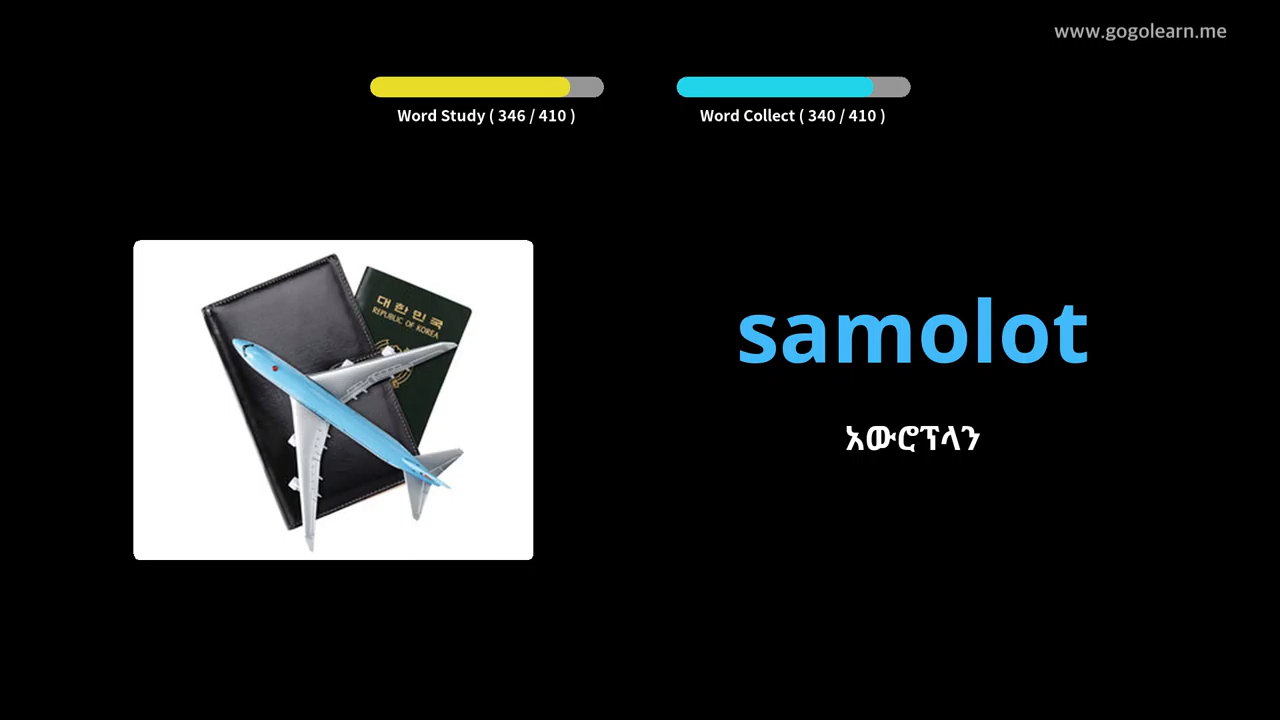 www.gogolearn.me
Word Study ( 346 / 410 )
Word Collect ( 340 / 410 )
대한민국
REPUBLIC OF KOREA
samolot
አውሮፕላን